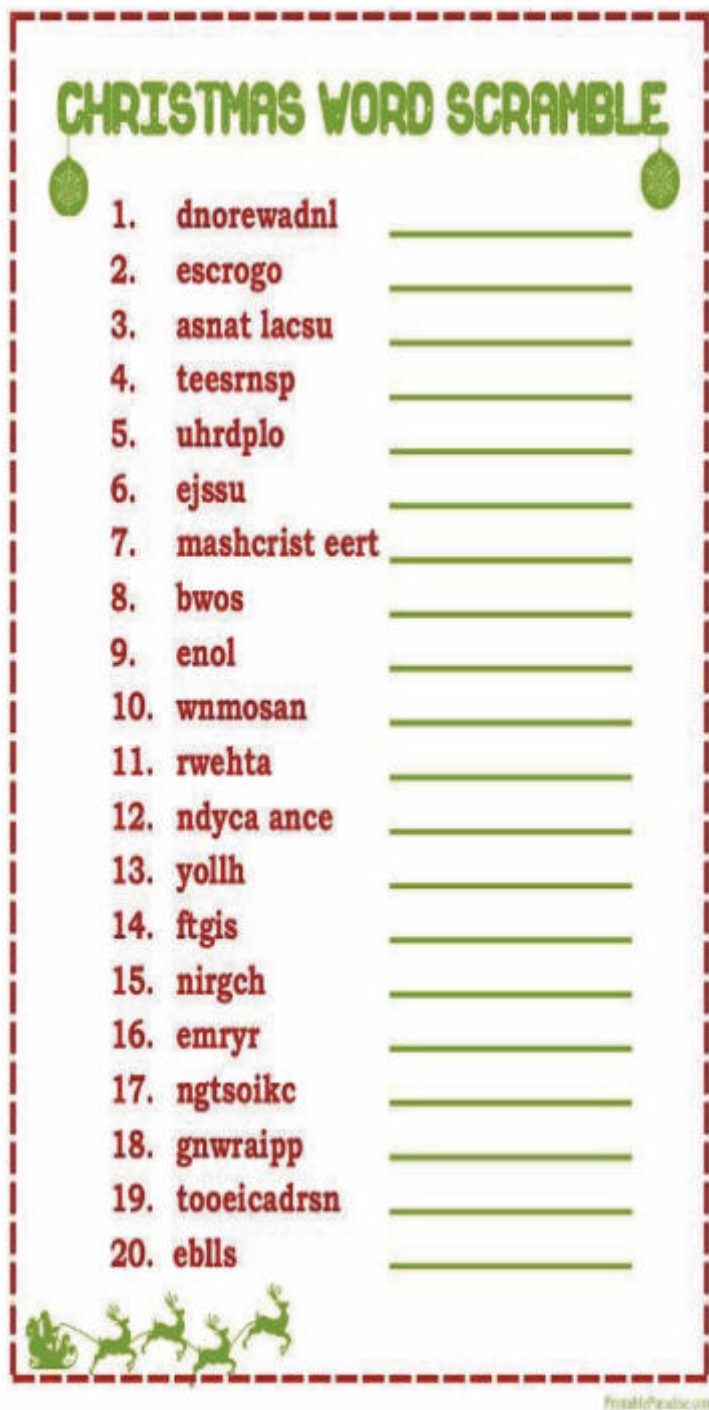 CHRISTMAS WORD SCRAMBLE
1. dnorewadnl
2. escrogo
3. asnat lacsu
4. teesrnsp
5. uhrdplo
6. ejssu
7. mashcrist eert
8. bwos
9. enol
10. wnmosan
11. rwehta
12. ndyca ance
13. yollh
14. ftgis
15. nirgch
16. emryr
17. ngtsoikc
18. gnwraipp
19. tooeicadrsn
20. eblls
PrintableParadise.com